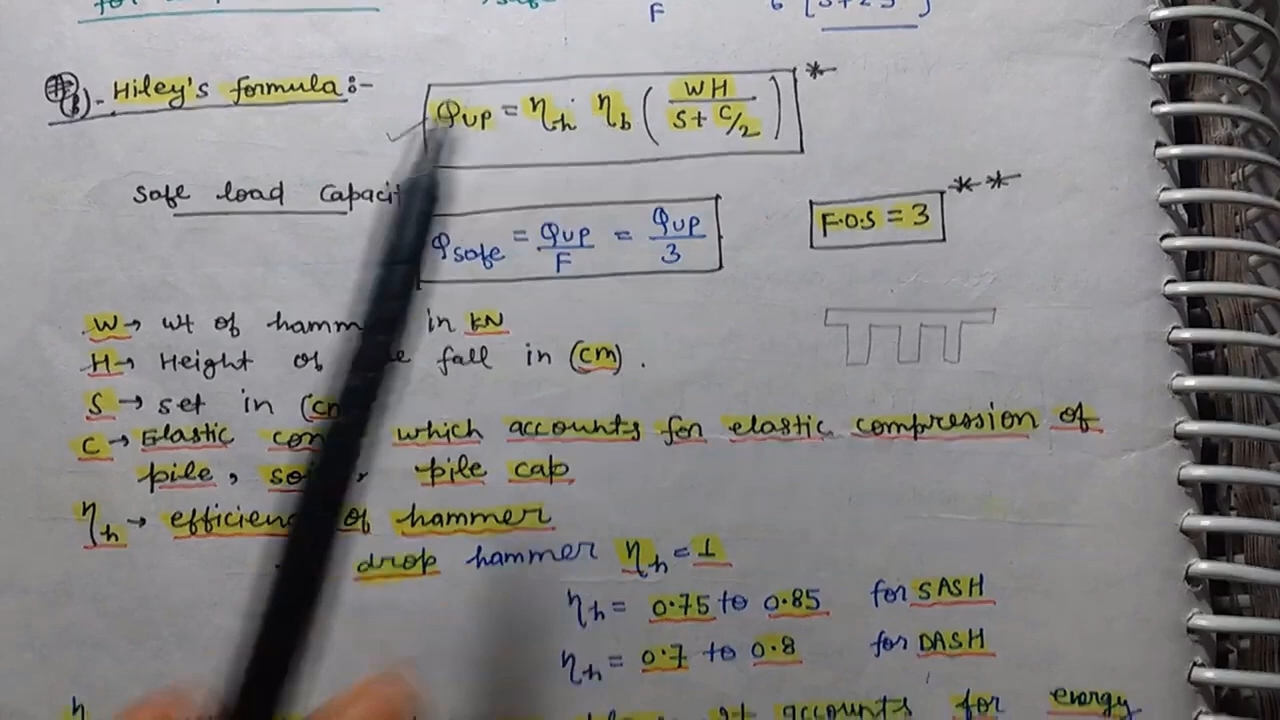 F 6 [S+2.5]
(B)- Hiley's formula:-
Qup = ηh ηb ( WH / S + C/2 ) *
Safe load
Qsafe = Qup / F = Qup / 3
F.O.S = 3 **
W → wt of in kN
H → Height fall in (cm).
S → set in
C → Elastic which accounts for elastic compression of
pile, pile cap
ηh → of hammer
drop hammer ηh = 1
ηh = 0.75 to 0.85 for SASH
ηh = 0.7 to 0.8 for DASH
η accounts for energy